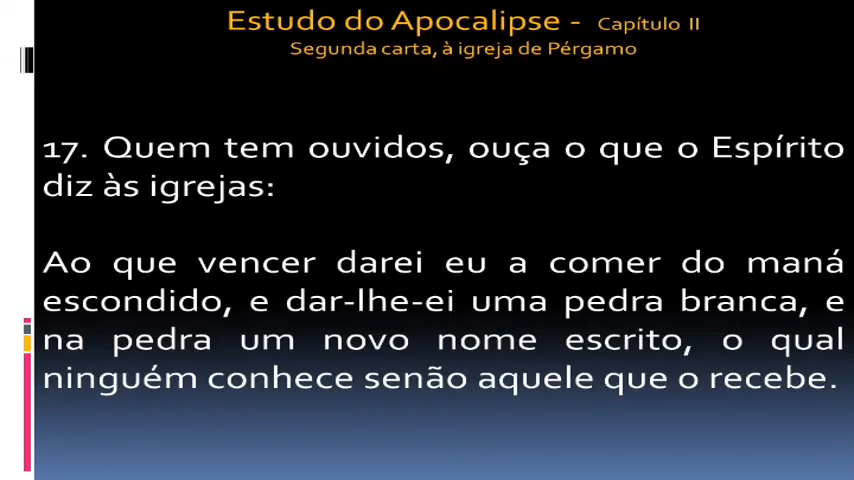 Estudo do Apocalipse - Capítulo II
Segunda carta, à igreja de Pérgamo
17. Quem tem ouvidos, ouça o que o Espírito
diz às igrejas:
Ao que vencer darei eu a comer do maná
escondido, e dar-lhe-ei uma pedra branca, e
na pedra um novo nome escrito, o qual
ninguém conhece senão aquele que o recebe.